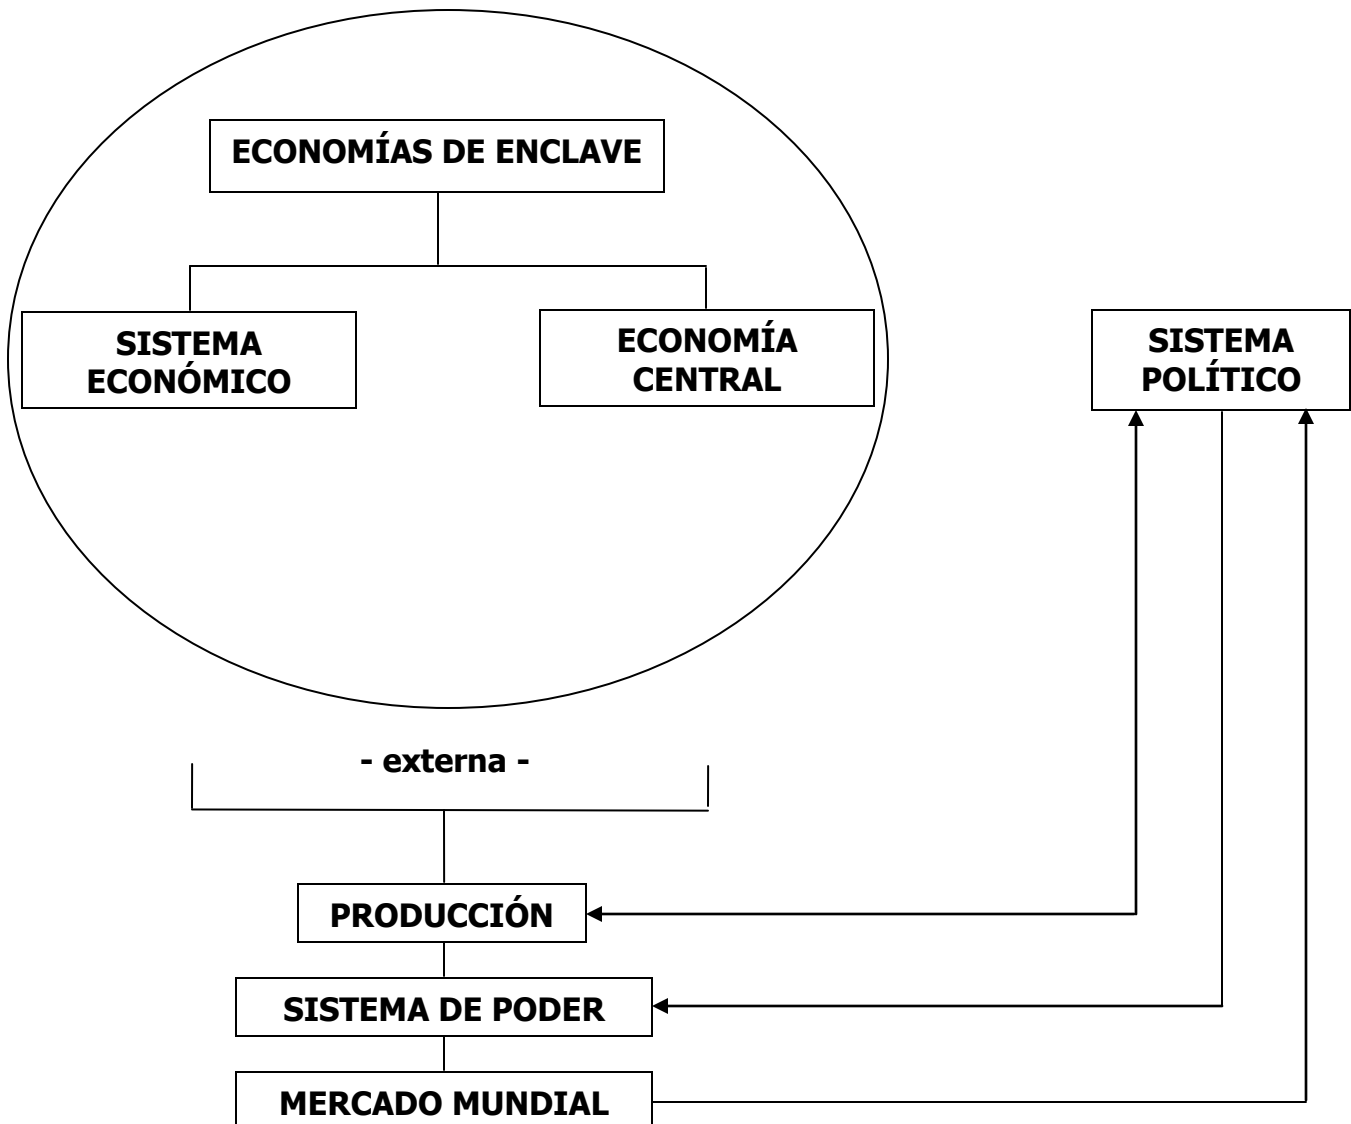 ECONOMÍAS DE ENCLAVE
SISTEMA
ECONÓMICO
ECONOMÍA
CENTRAL
SISTEMA
POLÍTICO
- externa -
PRODUCCIÓN
SISTEMA DE PODER
MERCADO MUNDIAL